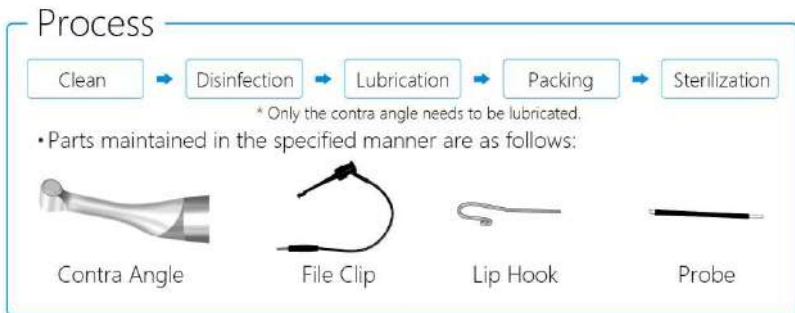 Process
Clean Disinfection Lubrication Packing Sterilization
* Only the contra angle needs to be lubricated.
• Parts maintained in the specified manner are as follows:
Contra Angle File Clip Lip Hook Probe